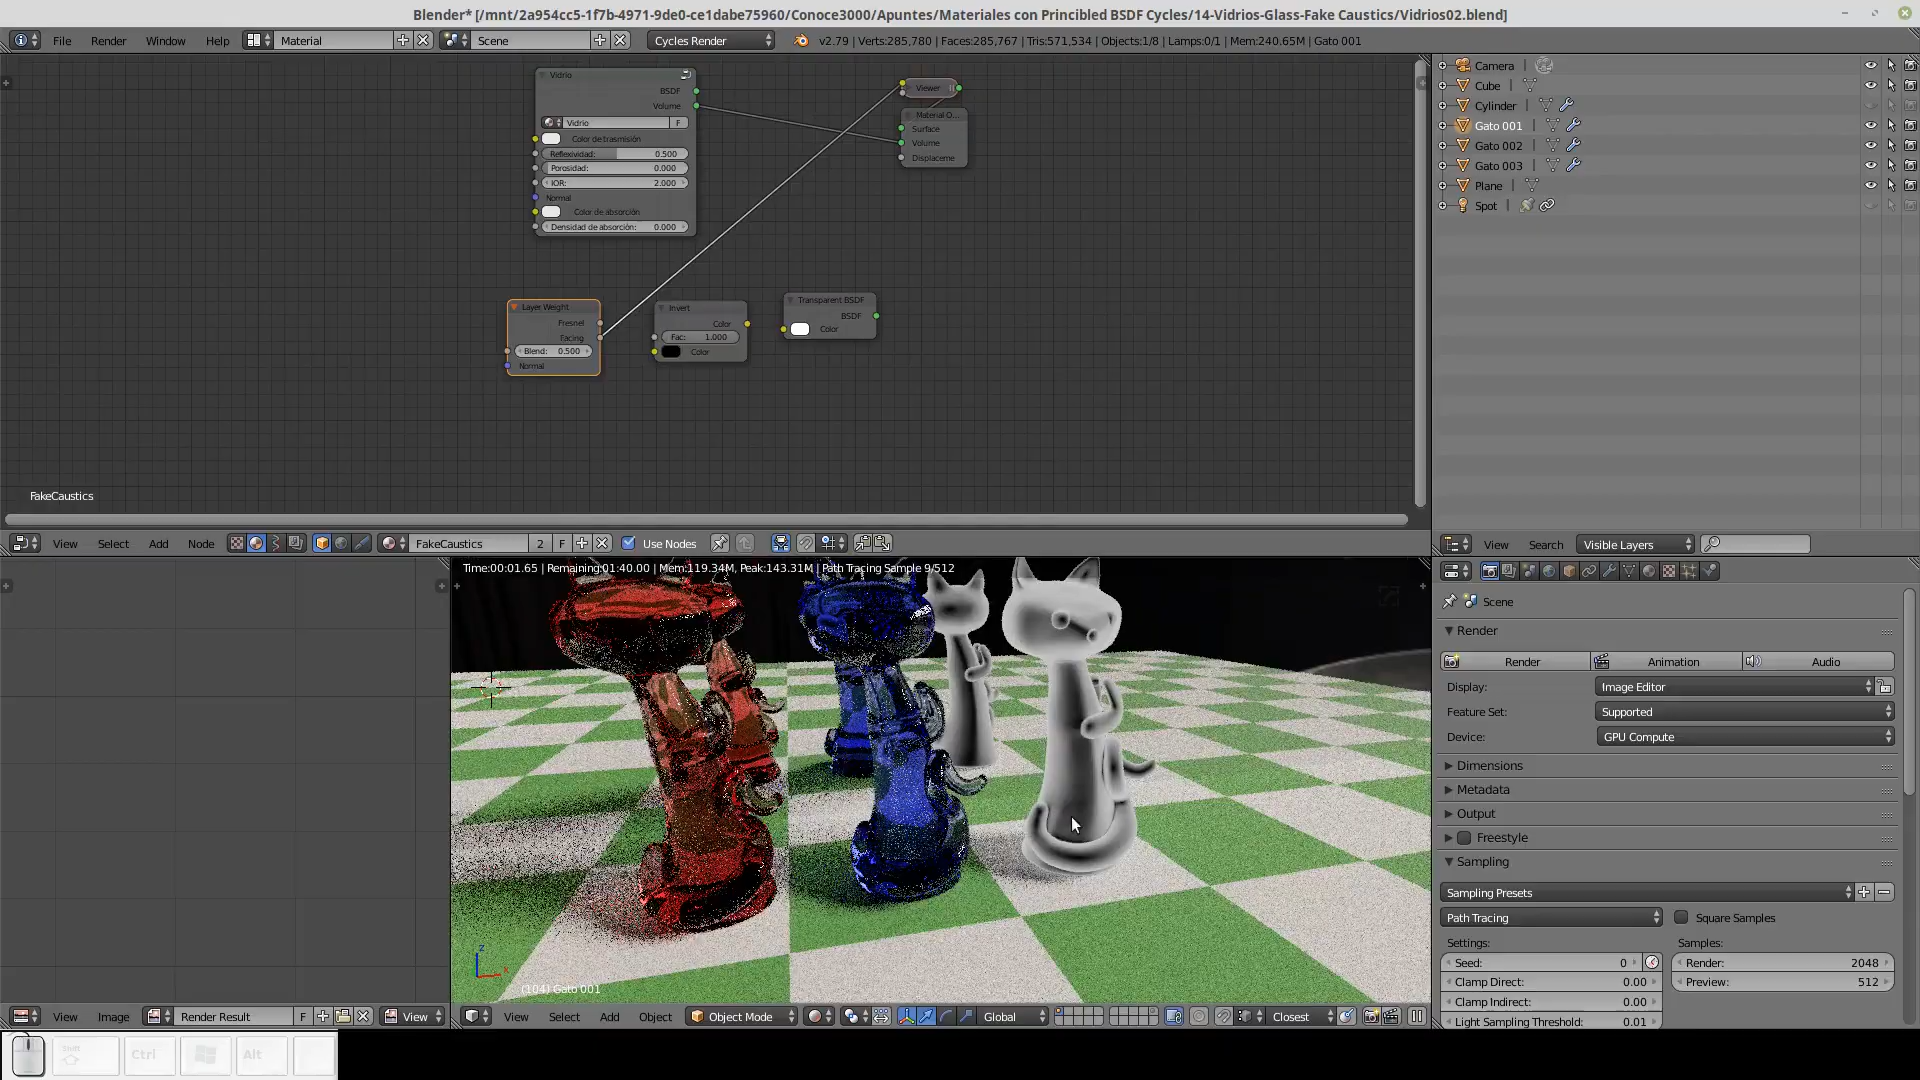 Blender* [/mnt/2a954cc5-1f7b-4971-9de0-ce1dabe75960/Conoce3000/Apuntes/Materiales con Princibled BSDF Cycles/14-Vidrios-Glass-Fake Caustics/Vidrios02.blend]
File Render Window Help Material Scene Cycles Render v2.79 | Verts:285,780 | Faces:285,767 | Tris:571,534 | Objects:1/8 | Lamps:0/1 | Mem:240.65M | Gato 001
Vidrio
BSDF
Volume
Vidrio F
Color de trasmisión
Reflexividad: 0.500
Porosidad: 0.000
IOR: 2.000
Normal
Color de absorción
Densidad de absorción: 0.000
Viewer
Material O...
Surface
Volume
Displaceme
Layer Weight
Fresnel
Facing
Blend: 0.500
Normal
Invert
Color
Fac: 1.000
Color
Transparent BSDF
BSDF
Color
FakeCaustics
View Select Add Node FakeCaustics 2 F Use Nodes
Camera
Cube
Cylinder
Gato 001
Gato 002
Gato 003
Plane
Spot
View Search Visible Layers
Time:00:01.65 | Remaining:01:40.00 | Mem:119.34M, Peak:143.31M | Path Tracing Sample 9/512
z
x
(104) Gato 001
View Image Render Result F View
View Select Add Object Object Mode Global Closest
Scene
Render
Render Animation Audio
Display: Image Editor
Feature Set: Supported
Device: GPU Compute
Dimensions
Metadata
Output
Freestyle
Sampling
Sampling Presets
Path Tracing Square Samples
Settings: Samples:
Seed: 0 Render: 2048
Clamp Direct: 0.00 Preview: 512
Clamp Indirect: 0.00
Light Sampling Threshold: 0.01
Shift Ctrl Alt